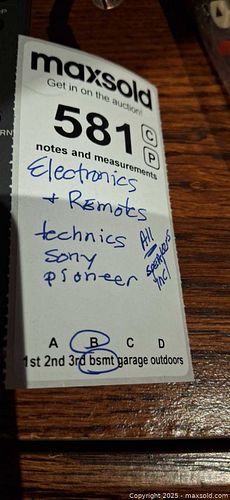 maxsold
Get in on the auction!
581
C
P
notes and measurements
Electronics
+ Remotes
technics
Sony
pioneer
All
speakers
incl
A B C D
1st 2nd 3rd bsmt garage outdoors
Copyright 2025 - maxsold.com